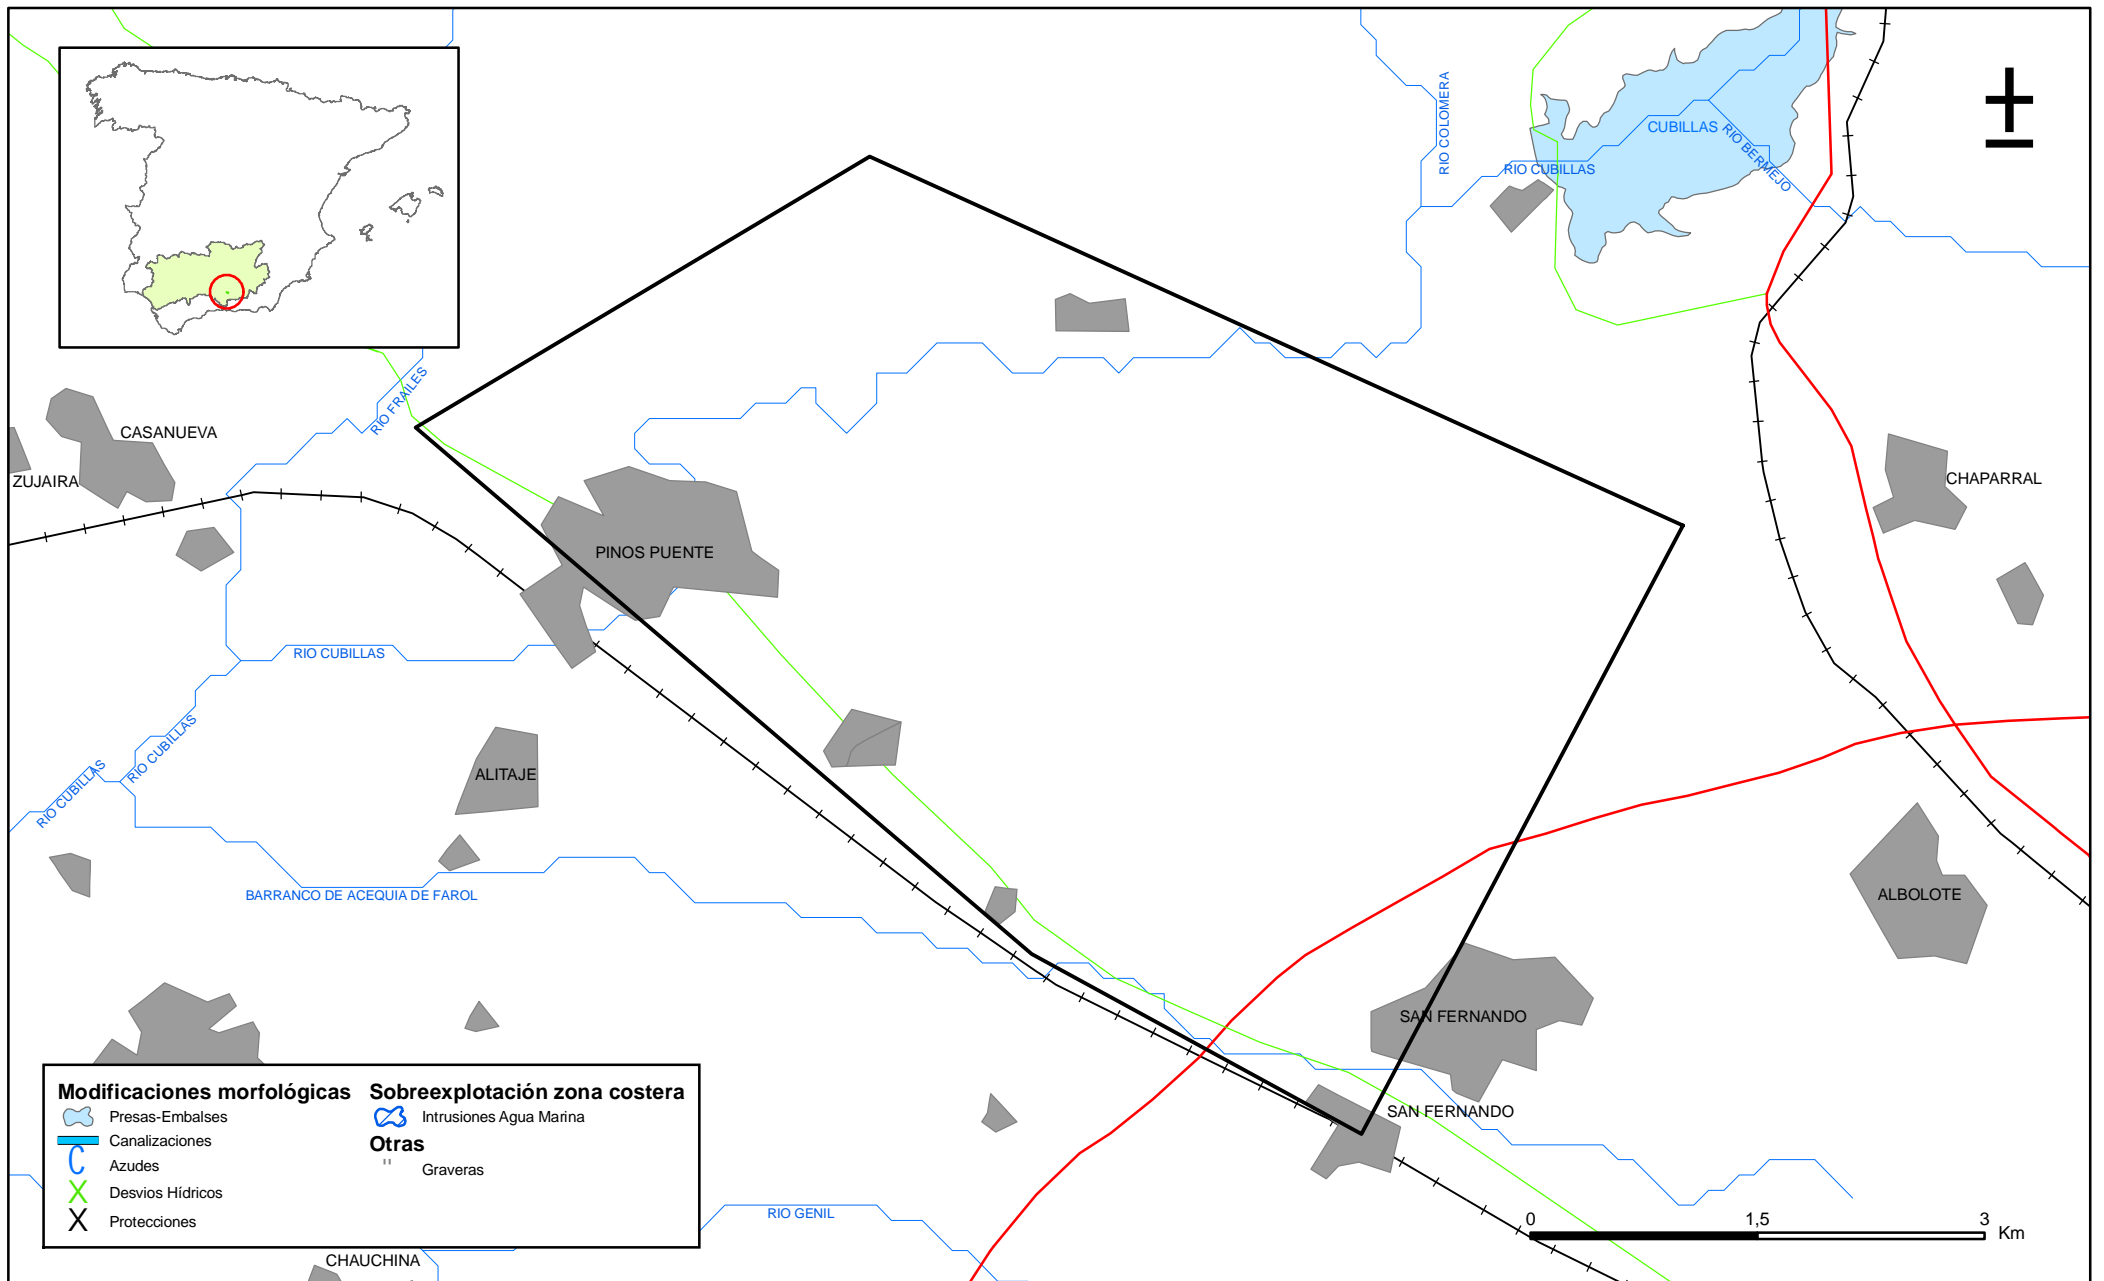 RIO COLOMERA
CUBILLAS
RIO BERMEJO
RIO CUBILLAS
RIO FRAILES
CASANUEVA
ZUJAIRA
CHAPARRAL
PINOS PUENTE
RIO CUBILLAS
RIO CUBILLAS
RIO CUBILLAS
ALITAJE
BARRANCO DE ACEQUIA DE FAROL
ALBOLOTE
SAN FERNANDO
SAN FERNANDO
Modificaciones morfológicas
Presas-Embalses
Canalizaciones
Azudes
Desvios Hídricos
Protecciones
Sobreexplotación zona costera
Intrusiones Agua Marina
Otras
Graveras
RIO GENIL
0 1,5 3 Km
CHAUCHINA